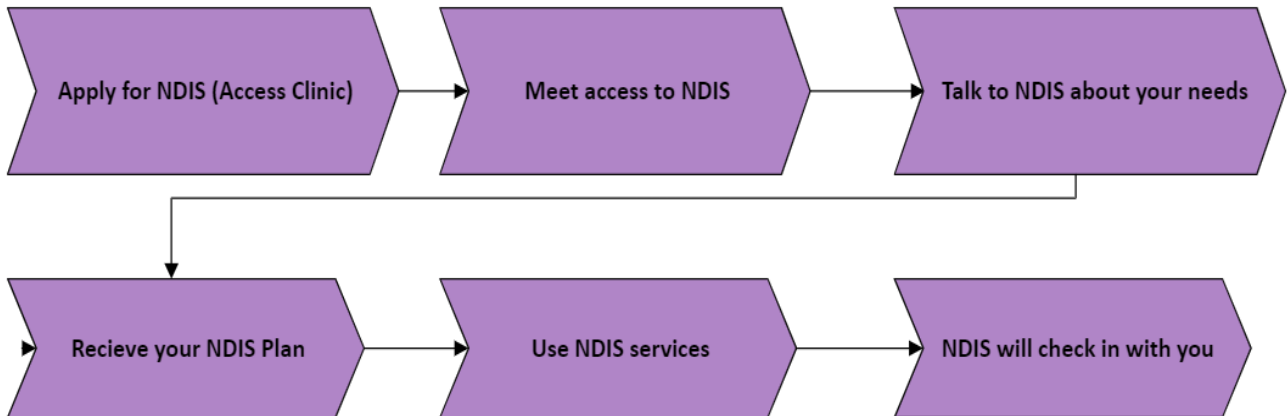 Apply for NDIS (Access Clinic)
Meet access to NDIS
Talk to NDIS about your needs
Recieve your NDIS Plan
Use NDIS services
NDIS will check in with you